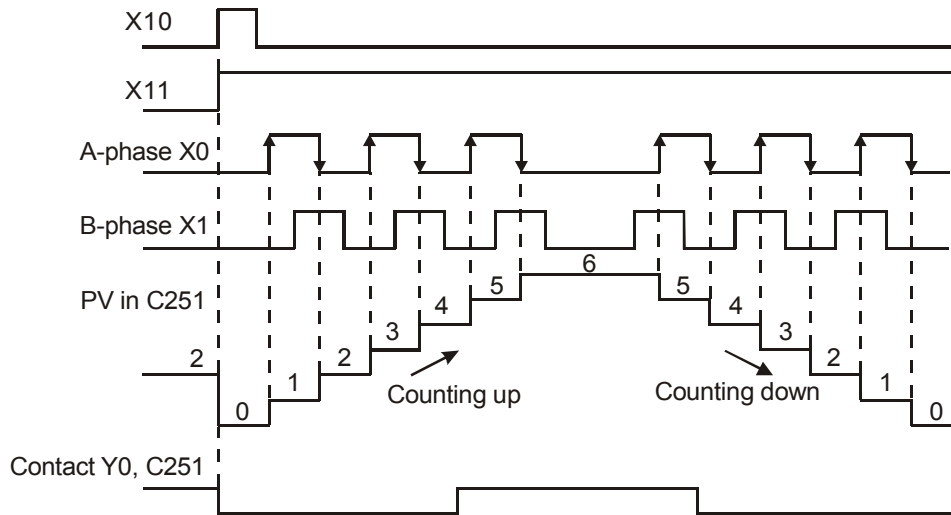 X10
X11
A-phase X0
B-phase X1
PV in C251
6
5
5
4
4
3
3
2
2
2
1
1
0
0
Counting up
Counting down
Contact Y0, C251